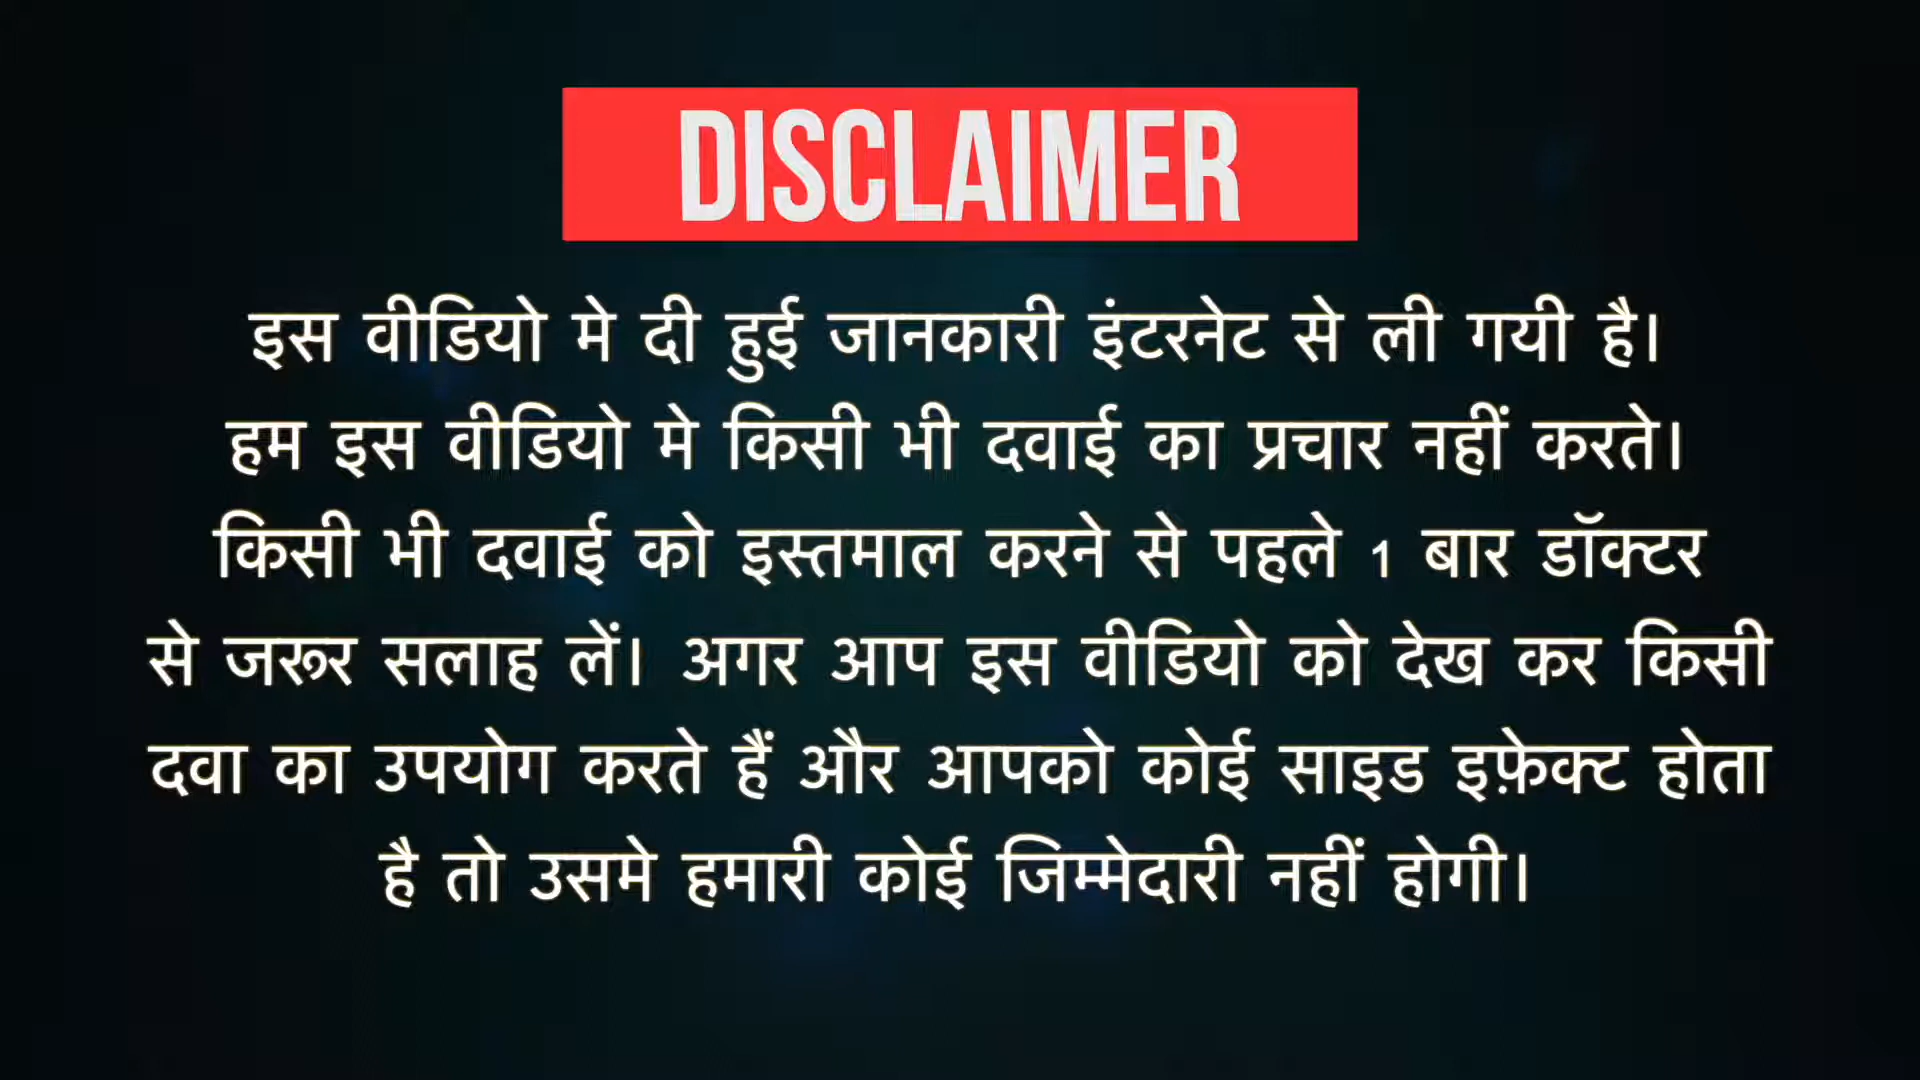 DISCLAIMER
इस वीडियो मे दी हुई जानकारी इंटरनेट से ली गयी है।
हम इस वीडियो मे किसी भी दवाई का प्रचार नहीं करते।
किसी भी दवाई को इस्तमाल करने से पहले 1 बार डॉक्टर
से जरूर सलाह लें। अगर आप इस वीडियो को देख कर किसी
दवा का उपयोग करते हैं और आपको कोई साइड इफ़ेक्ट होता
है तो उसमे हमारी कोई जिम्मेदारी नहीं होगी।